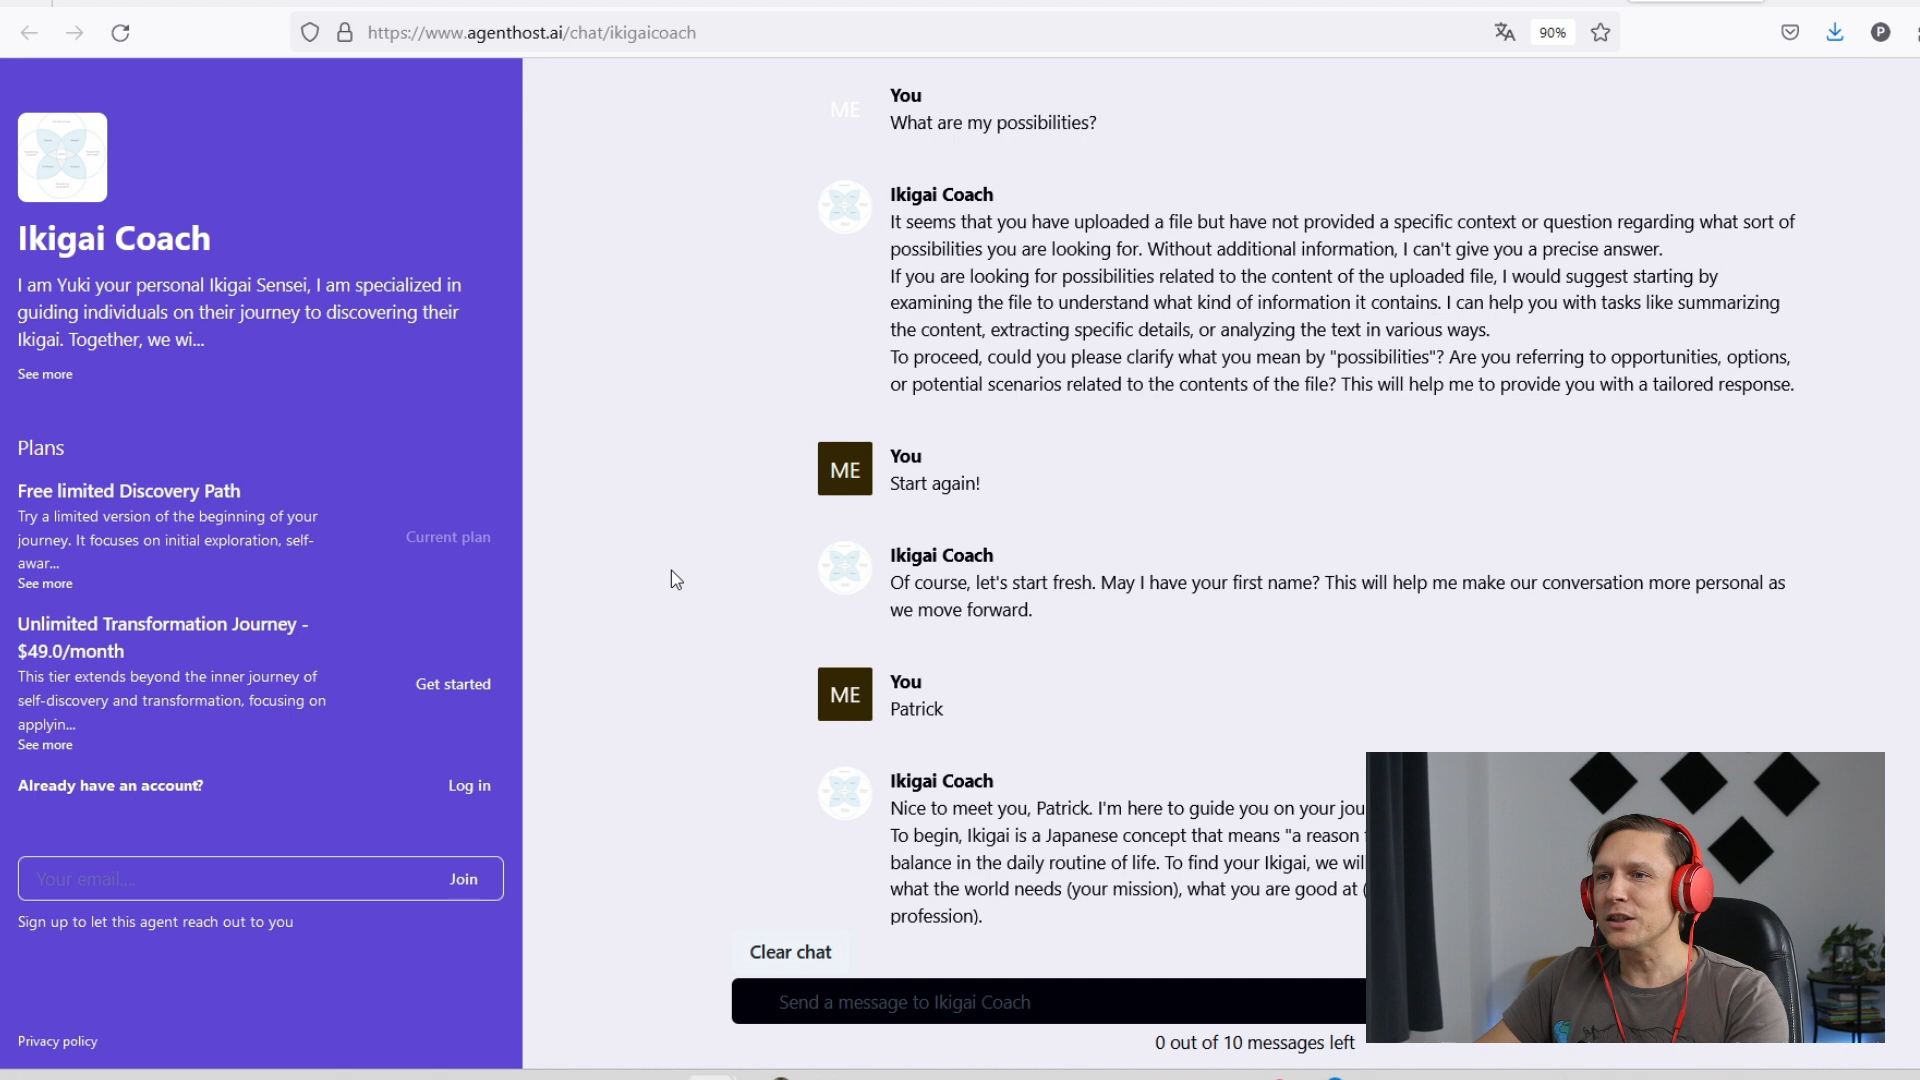 https://www.agenthost.ai/chat/ikigaicoach
90%
P
Ikigai Coach
I am Yuki your personal Ikigai Sensei, I am specialized in
guiding individuals on their journey to discovering their
Ikigai. Together, we wi...
See more
Plans
Free limited Discovery Path
Try a limited version of the beginning of your
journey. It focuses on initial exploration, self-
awar...
See more
Current plan
Unlimited Transformation Journey -
$49.0/month
This tier extends beyond the inner journey of
self-discovery and transformation, focusing on
applyin...
See more
Get started
Already have an account?
Log in
Your email....
Join
Sign up to let this agent reach out to you
Privacy policy
ME
You
What are my possibilities?
Ikigai Coach
It seems that you have uploaded a file but have not provided a specific context or question regarding what sort of
possibilities you are looking for. Without additional information, I can't give you a precise answer.
If you are looking for possibilities related to the content of the uploaded file, I would suggest starting by
examining the file to understand what kind of information it contains. I can help you with tasks like summarizing
the content, extracting specific details, or analyzing the text in various ways.
To proceed, could you please clarify what you mean by "possibilities"? Are you referring to opportunities, options,
or potential scenarios related to the contents of the file? This will help me to provide you with a tailored response.
ME
You
Start again!
Ikigai Coach
Of course, let's start fresh. May I have your first name? This will help me make our conversation more personal as
we move forward.
ME
You
Patrick
Ikigai Coach
Nice to meet you, Patrick. I'm here to guide you on your jou
To begin, Ikigai is a Japanese concept that means "a reason
balance in the daily routine of life. To find your Ikigai, we wil
what the world needs (your mission), what you are good at (
profession).
Clear chat
Send a message to Ikigai Coach
0 out of 10 messages left